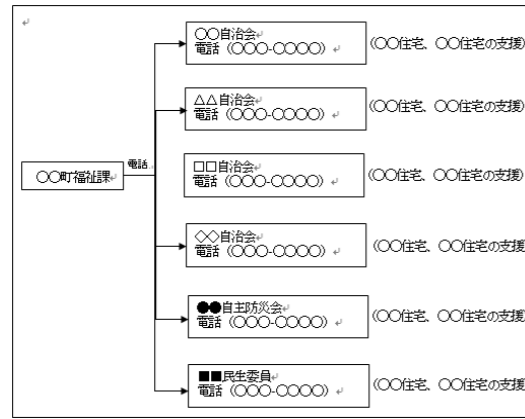 ○○自治会
電話（○○○-○○○○）
（○○住宅、○○住宅の支援）
△△自治会
電話（○○○-○○○○）
（○○住宅、○○住宅の支援）
電話
○○町福祉課
□□自治会
電話（○○○-○○○○）
（○○住宅、○○住宅の支援）
◇◇自治会
電話（○○○-○○○○）
（○○住宅、○○住宅の支援
●●自主防災会
電話（○○○-○○○○）
（○○住宅、○○住宅の支援
■■民生委員
電話（○○○-○○○○）
（○○住宅、○○住宅の支援